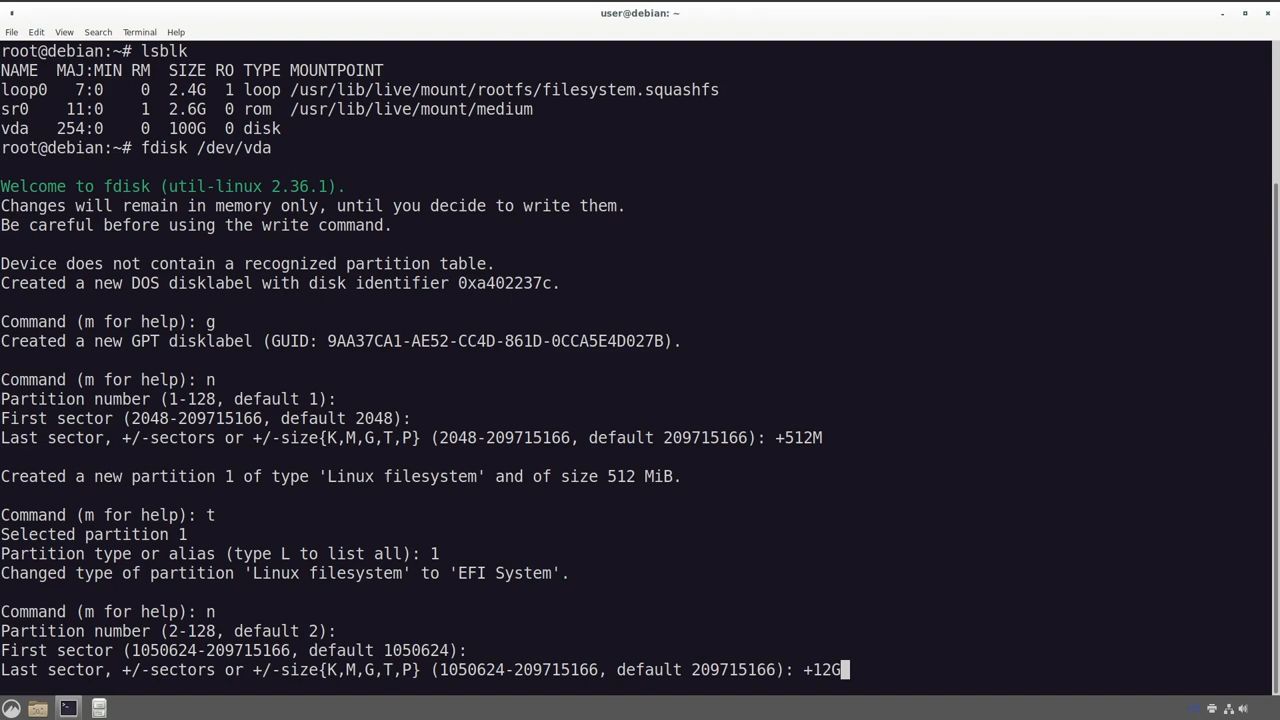 user@debian: ~
File Edit View Search Terminal Help
root@debian:~# lsblk
NAME  MAJ:MIN RM  SIZE RO TYPE MOUNTPOINT
loop0   7:0    0  2.4G  1 loop /usr/lib/live/mount/rootfs/filesystem.squashfs
sr0    11:0    1  2.6G  0 rom  /usr/lib/live/mount/medium
vda   254:0    0  100G  0 disk
root@debian:~# fdisk /dev/vda
Welcome to fdisk (util-linux 2.36.1).
Changes will remain in memory only, until you decide to write them.
Be careful before using the write command.
Device does not contain a recognized partition table.
Created a new DOS disklabel with disk identifier 0xa402237c.
Command (m for help): g
Created a new GPT disklabel (GUID: 9AA37CA1-AE52-CC4D-861D-0CCA5E4D027B).
Command (m for help): n
Partition number (1-128, default 1):
First sector (2048-209715166, default 2048):
Last sector, +/-sectors or +/-size{K,M,G,T,P} (2048-209715166, default 209715166): +512M
Created a new partition 1 of type 'Linux filesystem' and of size 512 MiB.
Command (m for help): t
Selected partition 1
Partition type or alias (type L to list all): 1
Changed type of partition 'Linux filesystem' to 'EFI System'.
Command (m for help): n
Partition number (2-128, default 2):
First sector (1050624-209715166, default 1050624):
Last sector, +/-sectors or +/-size{K,M,G,T,P} (1050624-209715166, default 209715166): +12G